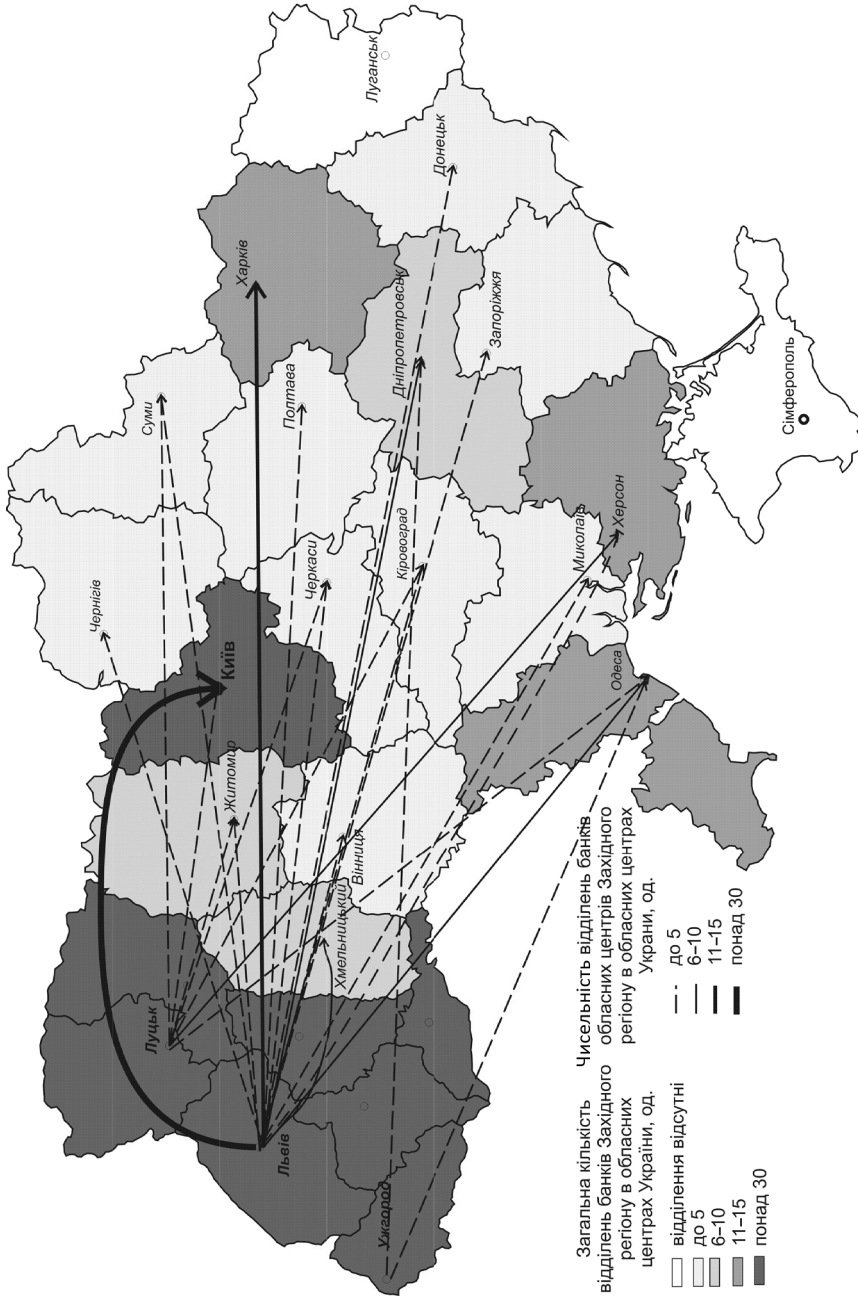 Луганськ
Донецьк
Харків
Дніпропетровськ
Запоріжжя
Суми
Полтава
Сімферополь
Чернігів
Черкаси
Кіровоград
Миколаїв
Херсон
Київ
Одеса
Житомир
Вінниця
Хмельницький
Луцьк
Львів
Ужгород
Загальна кількість
відділень банків Західного
регіону в обласних
центрах України, од.
відділення відсутні
до 5
6–10
11–15
понад 30
Чисельність відділень банків
обласних центрів Західного
регіону в обласних центрах
Украни, од.
до 5
6–10
11–15
понад 30